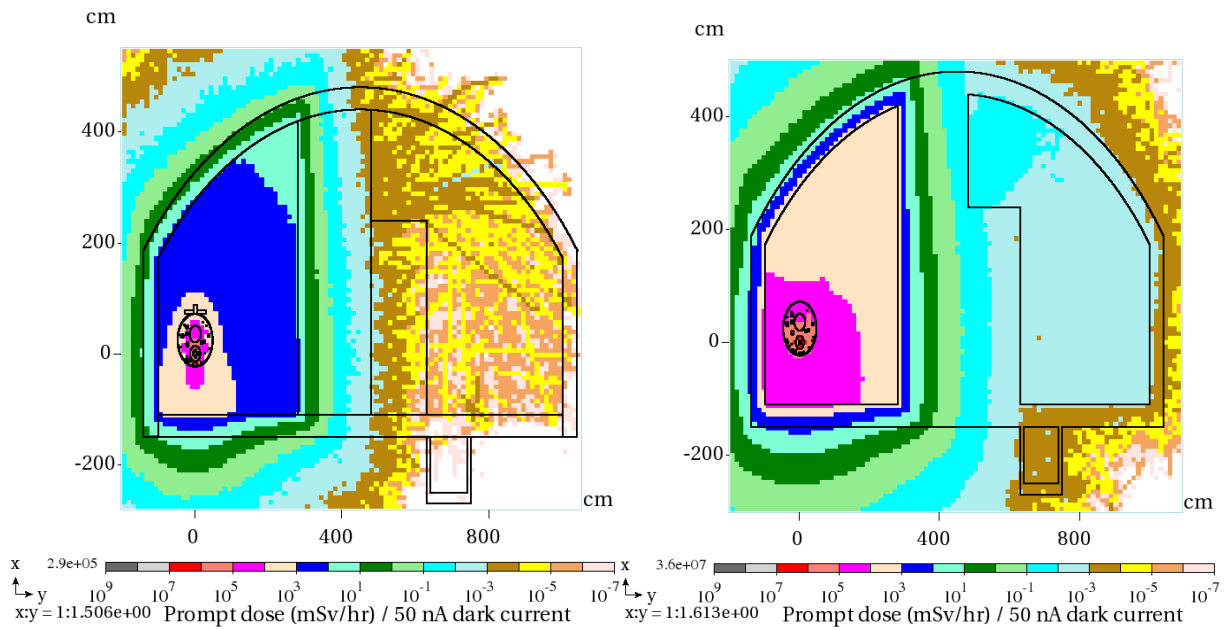 cm
400
200
0
-200
cm
0
400
800
x
y
2.9e+05
10^9
10^7
10^5
10^3
10^1
10^-1
10^-3
10^-5
10^-7
x:y = 1:1.506e+00
Prompt dose (mSv/hr) / 50 nA dark current
cm
400
200
0
-200
cm
0
400
800
x
y
3.6e+07
10^9
10^7
10^5
10^3
10^1
10^-1
10^-3
10^-5
10^-7
x:y = 1:1.613e+00
Prompt dose (mSv/hr) / 50 nA dark current